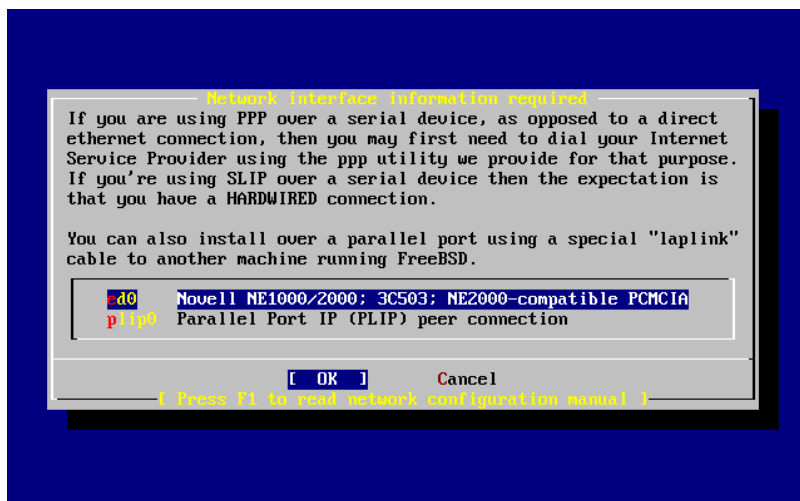 Network interface information required
If you are using PPP over a serial device, as opposed to a direct
ethernet connection, then you may first need to dial your Internet
Service Provider using the ppp utility we provide for that purpose.
If you're using SLIP over a serial device then the expectation is
that you have a HARDWIRED connection.
You can also install over a parallel port using a special "laplink"
cable to another machine running FreeBSD.
ed0 Novell NE1000/2000; 3C503; NE2000-compatible PCMCIA
plip0 Parallel Port IP (PLIP) peer connection
[ OK ] Cancel
[ Press F1 to read network configuration manual ]